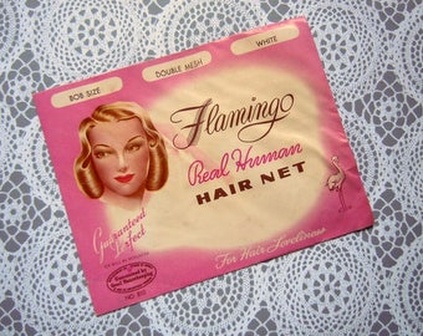 BOB SIZE
DOUBLE MESH
WHITE
Flamingo
Real Human
HAIR NET
Guaranteed
Perfect
For Hair Loveliness